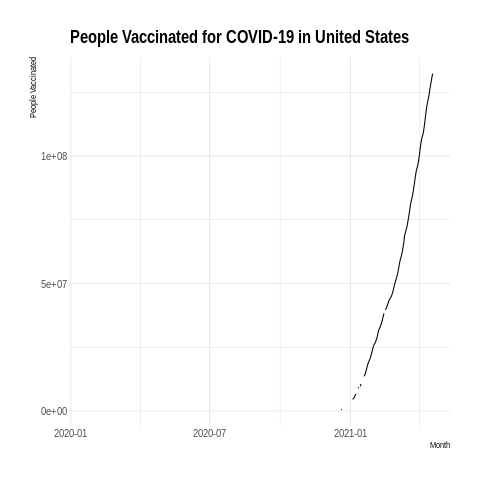 People Vaccinated for COVID-19 in United States
People Vaccinated
1e+08
5e+07
0e+00
2020-01
2020-07
2021-01
Month